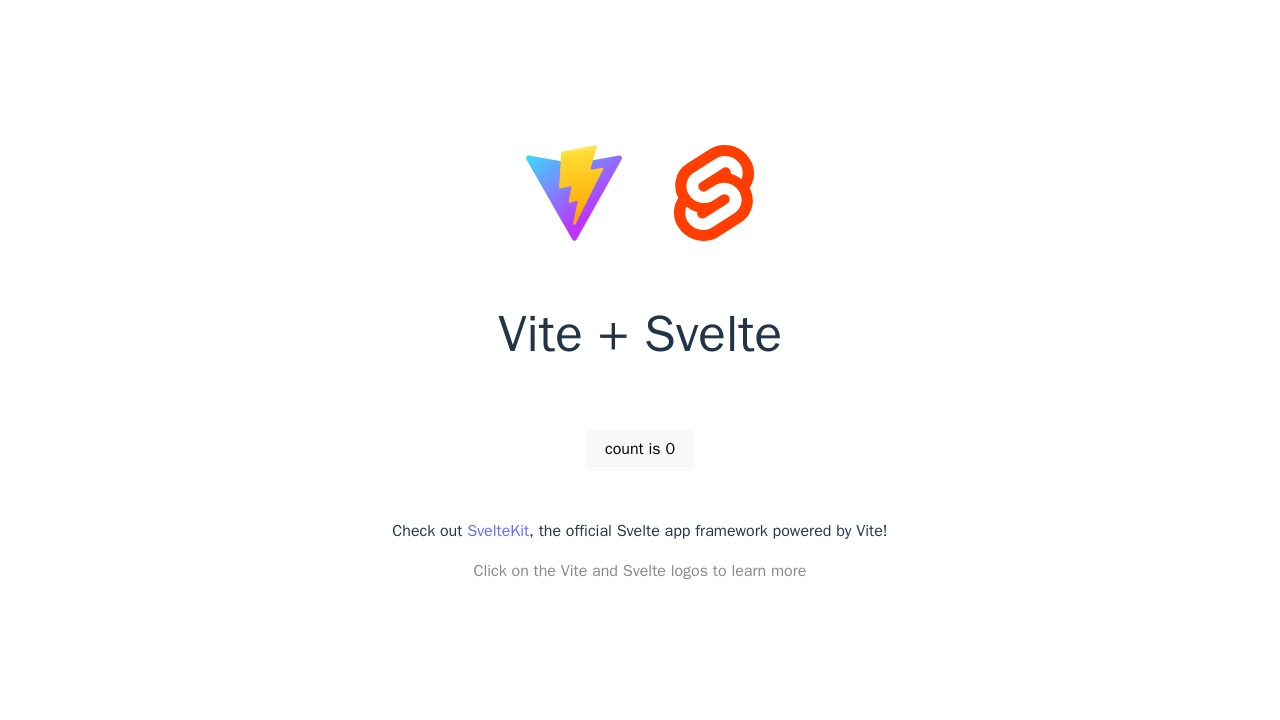 Vite + Svelte
count is 0
Check out SvelteKit, the official Svelte app framework powered by Vite!
Click on the Vite and Svelte logos to learn more